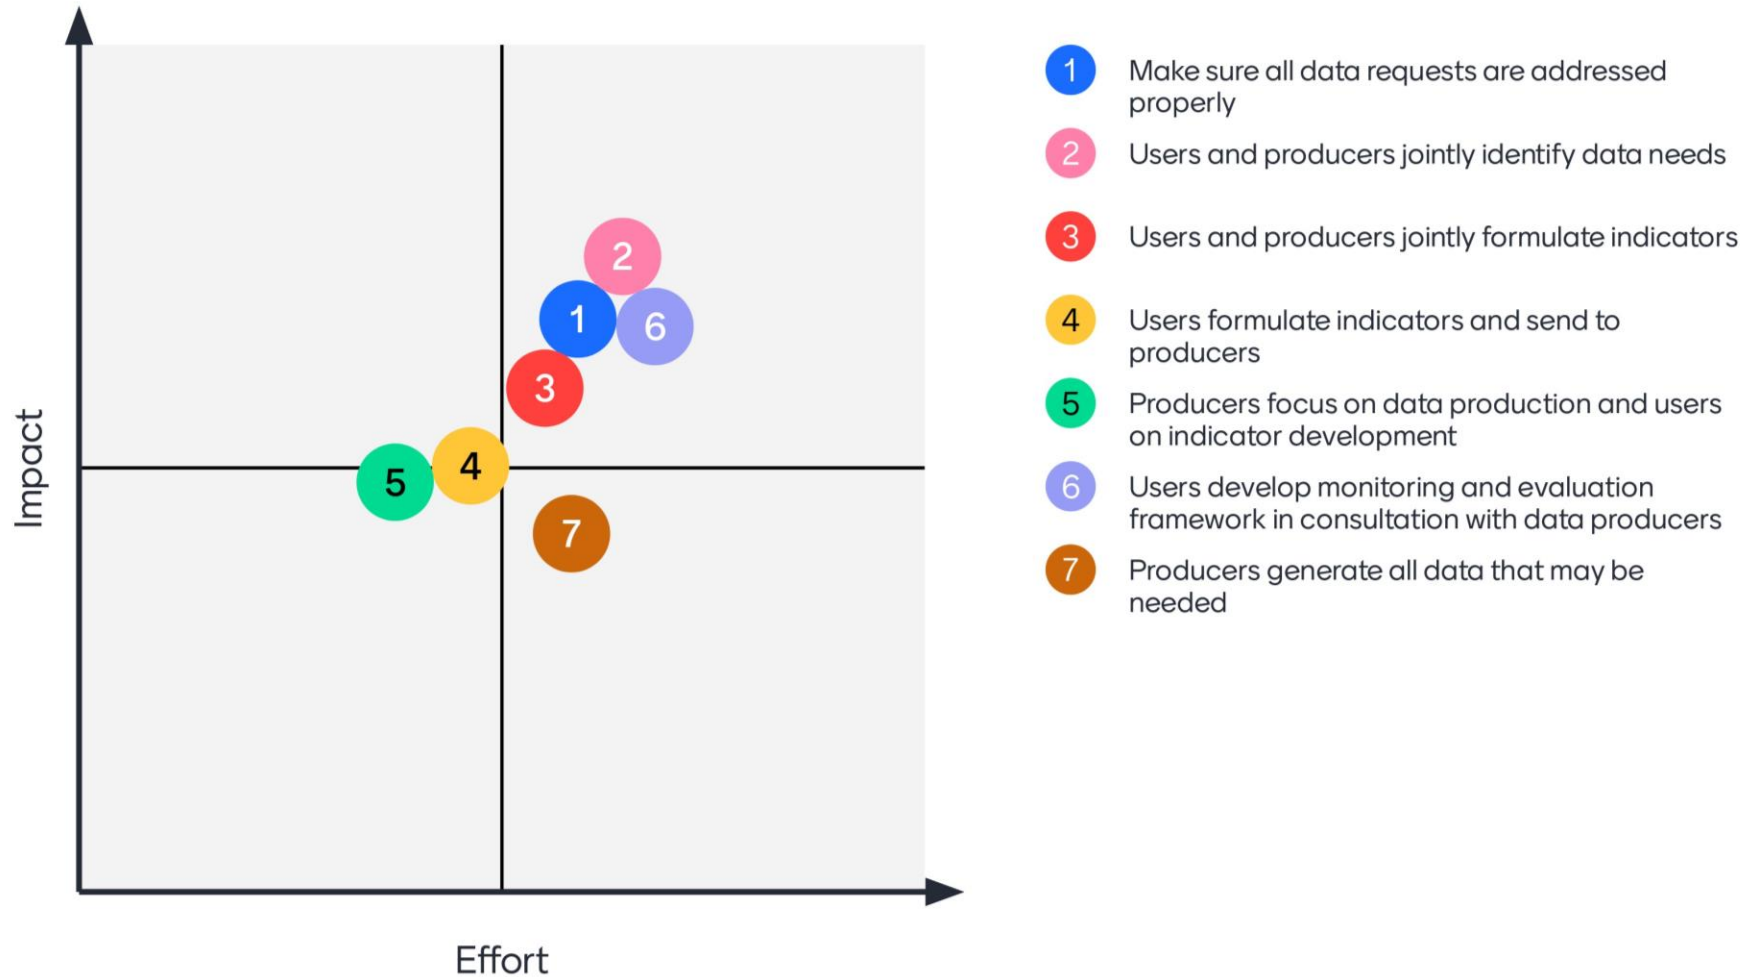 1 Make sure all data requests are addressed
properly
2 Users and producers jointly identify data needs
3 Users and producers jointly formulate indicators
4 Users formulate indicators and send to
producers
5 Producers focus on data production and users
on indicator development
6 Users develop monitoring and evaluation
framework in consultation with data producers
7 Producers generate all data that may be
needed
2
1
6
3
4
5
7
Impact
Effort